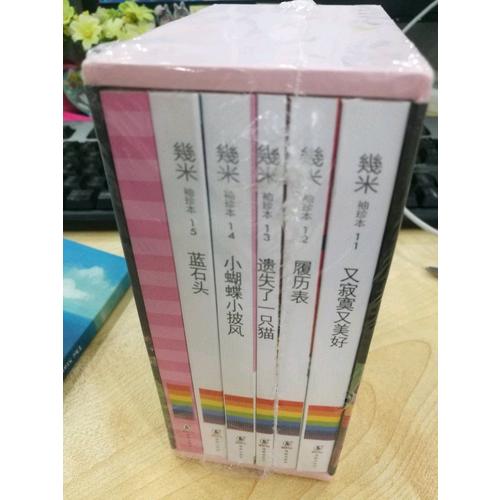 幾米 袖珍本 15 蓝石头
幾米 袖珍本 14 小蝴蝶小披风
幾米 袖珍本 13 遗失了一只猫
幾米 袖珍本 12 履历表
幾米 袖珍本 11 又寂寞又美好